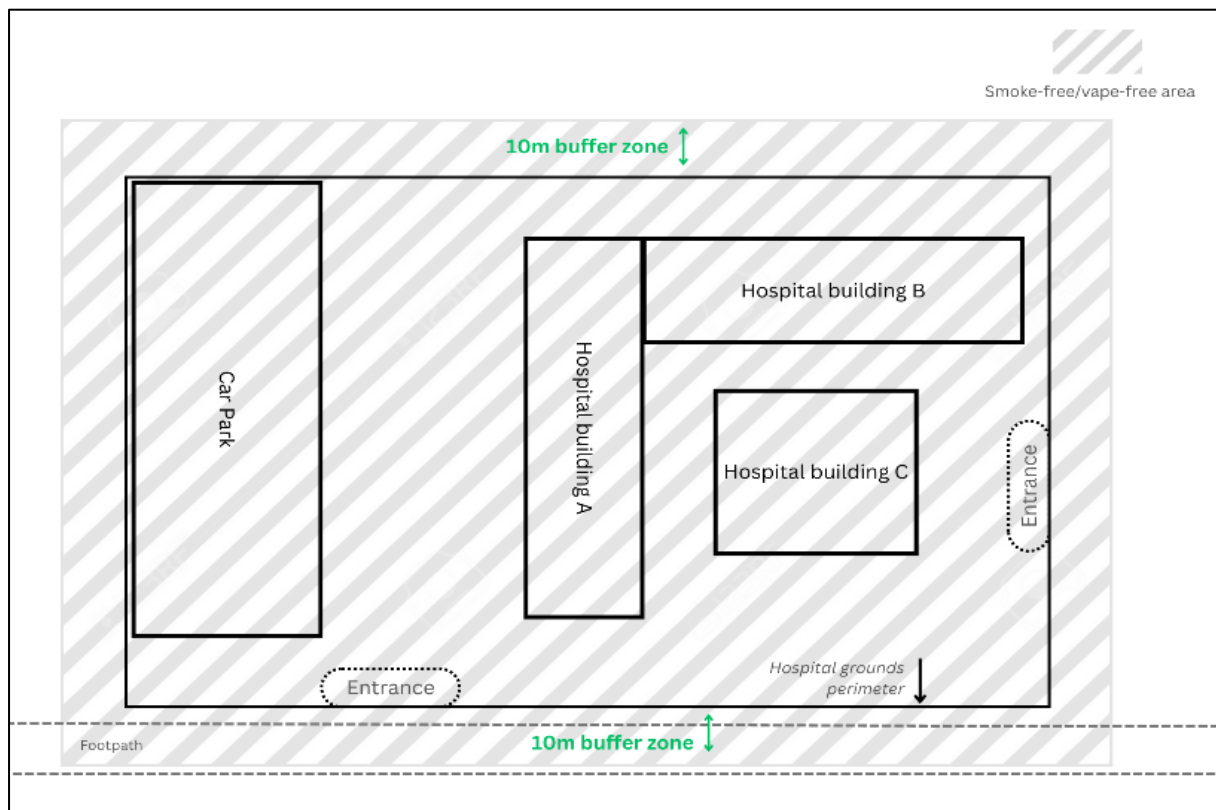 Smoke-free/vape-free area
10m buffer zone
Hospital building B
Car Park
Hospital building A
Hospital building C
Entrance
Hospital grounds
perimeter
Entrance
Footpath
10m buffer zone